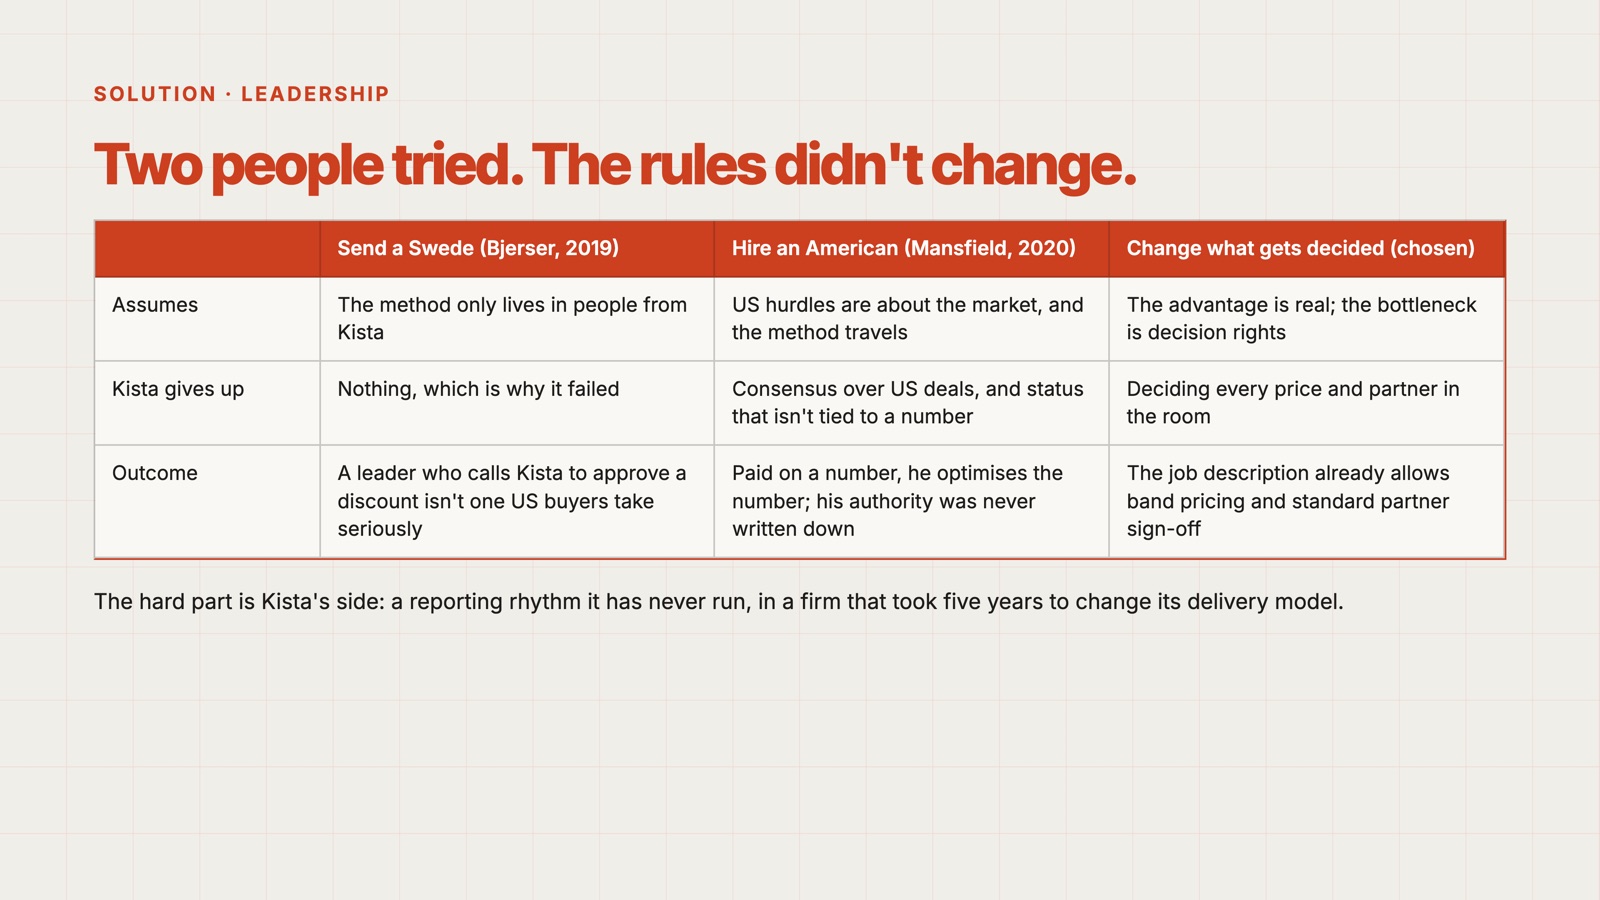 SOLUTION · LEADERSHIP
Two people tried. The rules didn't change.
Send a Swede (Bjerser, 2019)
Hire an American (Mansfield, 2020)
Change what gets decided (chosen)
Assumes
The method only lives in people from
Kista
US hurdles are about the market, and
the method travels
The advantage is real; the bottleneck
is decision rights
Kista gives up
Nothing, which is why it failed
Consensus over US deals, and status
that isn't tied to a number
Deciding every price and partner in
the room
Outcome
A leader who calls Kista to approve a
discount isn't one US buyers take
seriously
Paid on a number, he optimises the
number; his authority was never
written down
The job description already allows
band pricing and standard partner
sign-off
The hard part is Kista's side: a reporting rhythm it has never run, in a firm that took five years to change its delivery model.